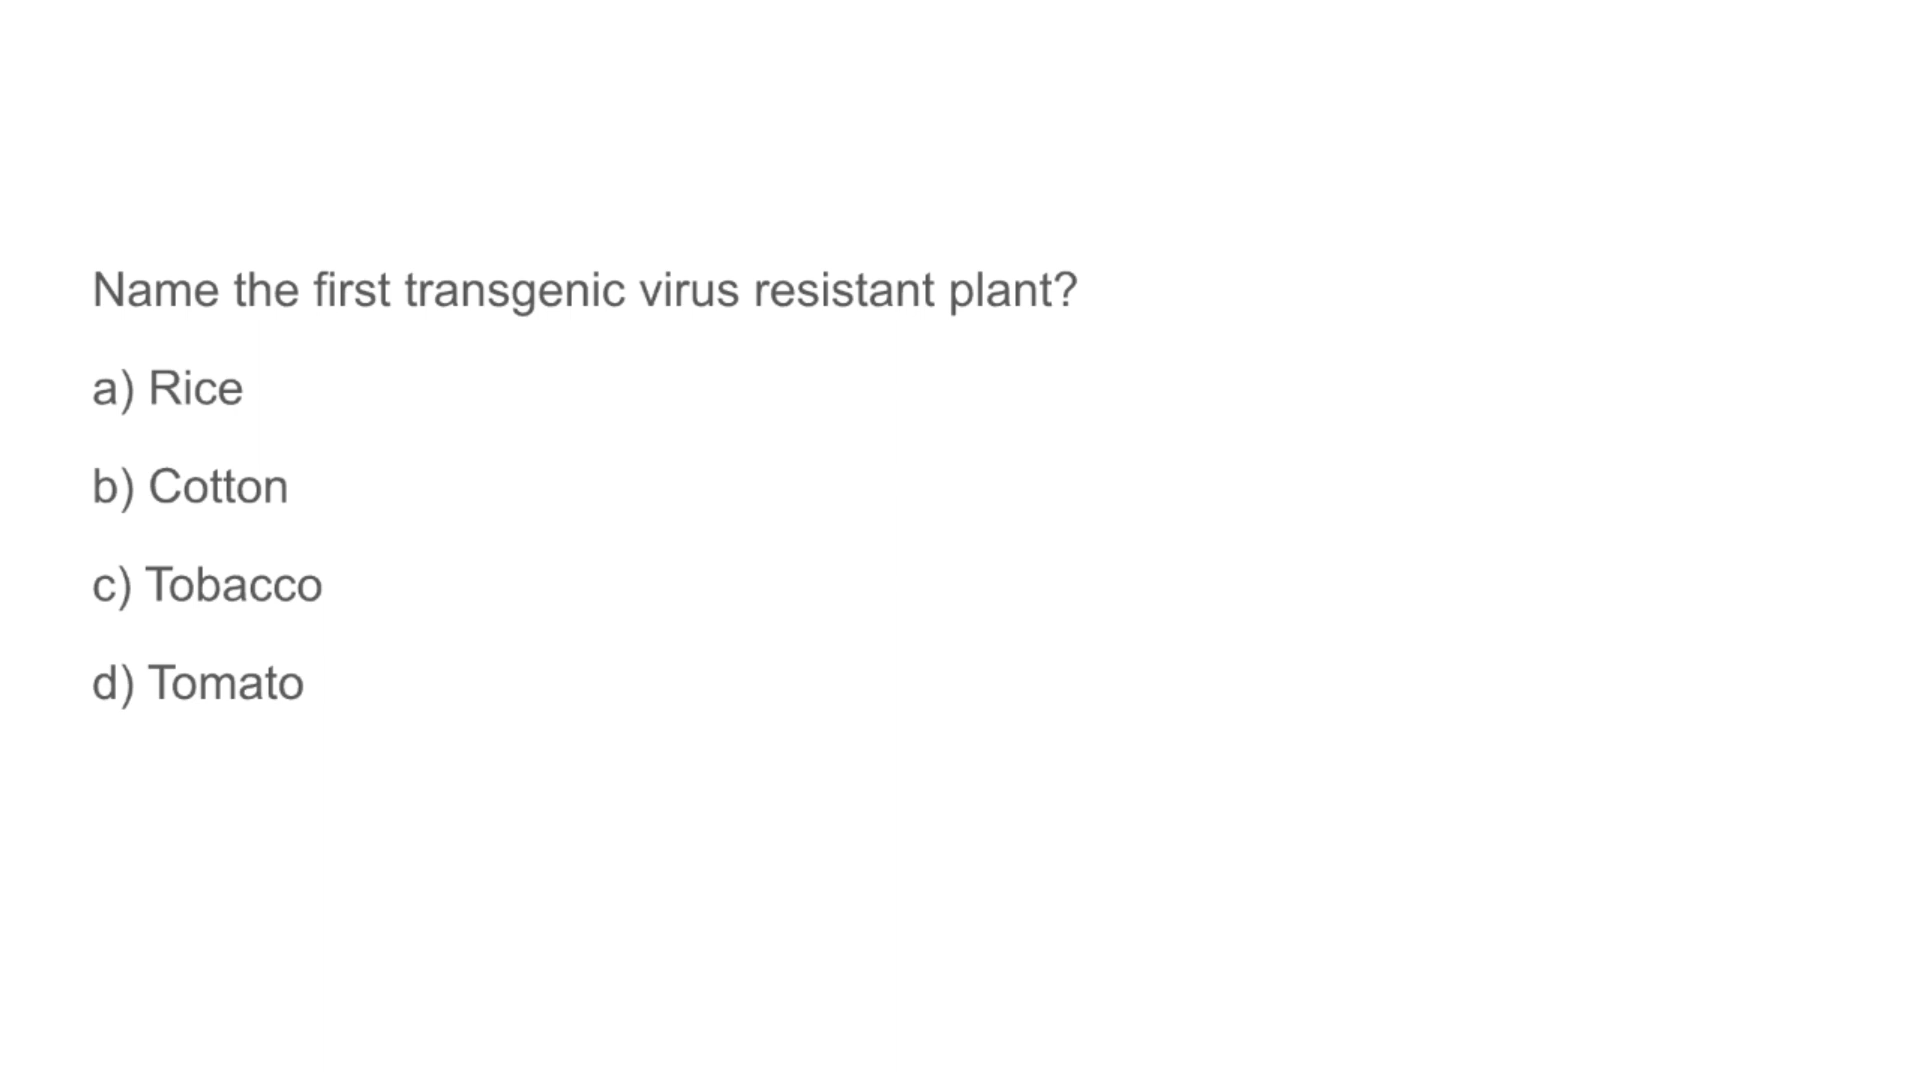 Name the first transgenic virus resistant plant?
a) Rice
b) Cotton
c) Tobacco
d) Tomato